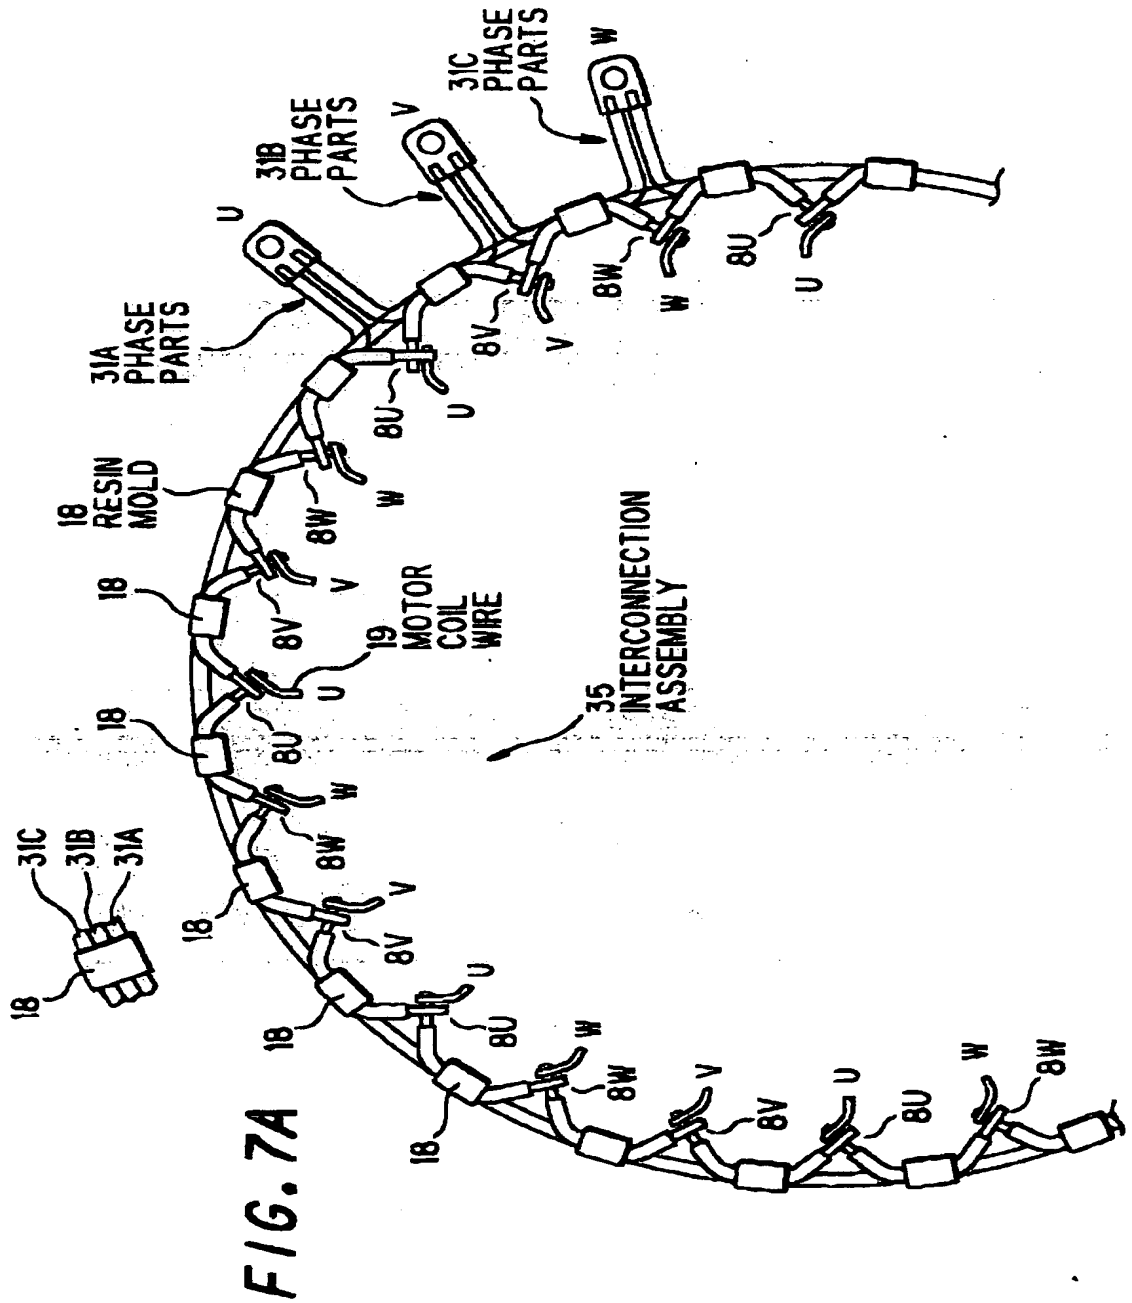 FIG. 7A
18
31C
31B
31A
18
18
18
18
18
18
18
RESIN
MOLD
31A
PHASE
PARTS
U
31B
PHASE
PARTS
V
31C
PHASE
PARTS
W
8W
W
8U
U
8V
V
8W
W
8U
U
8V
V
8W
W
8U
U
19
MOTOR
COIL
WIRE
8V
V
8W
W
8U
U
8V
V
8W
W
8U
U
35
INTERCONNECTION
ASSEMBLY